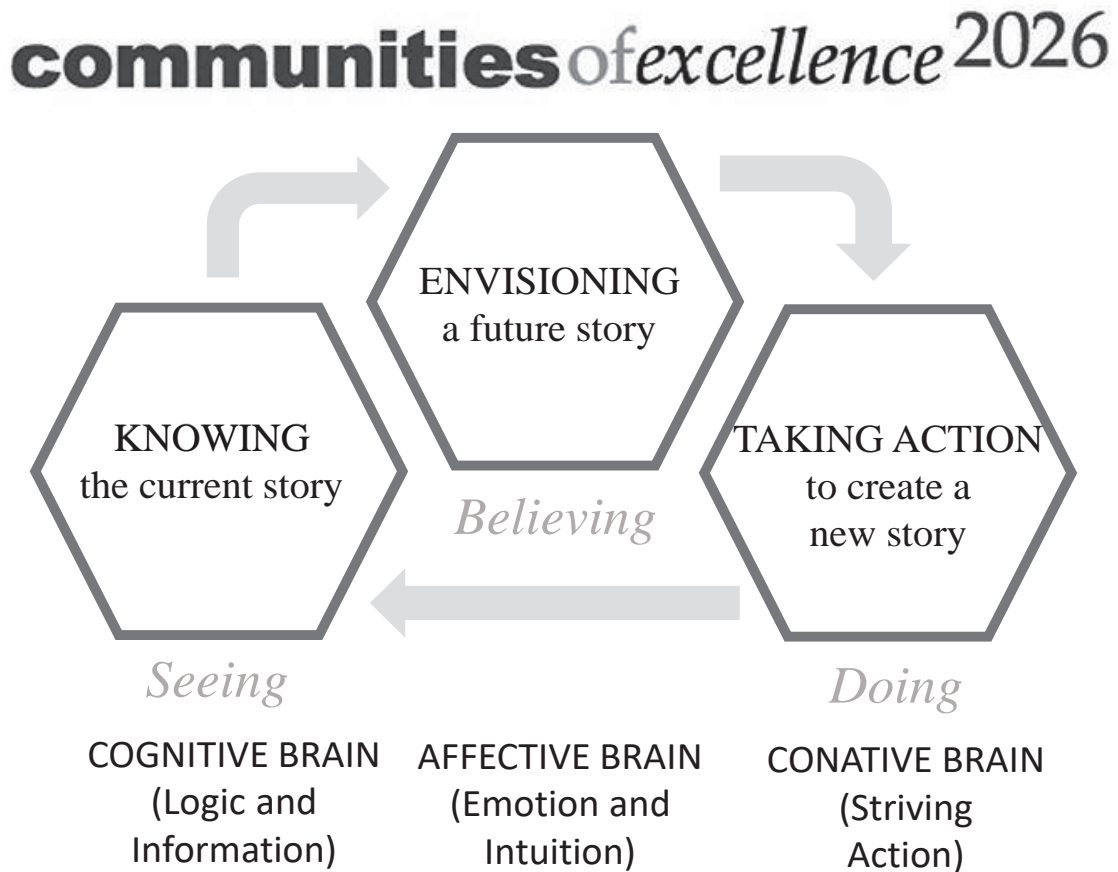 communities of excellence 2026
ENVISIONING
a future story
KNOWING
the current story
TAKING ACTION
to create a
new story
Believing
Seeing
Doing
COGNITIVE BRAIN
(Logic and
Information)
AFFECTIVE BRAIN
(Emotion and
Intuition)
CONATIVE BRAIN
(Striving
Action)